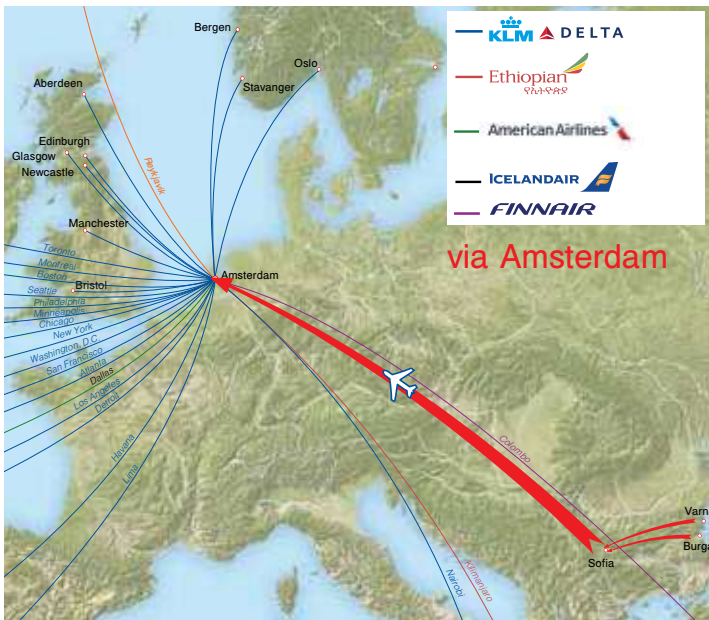 KLM DELTA
Ethiopian
የኢትዮጵያ
American Airlines
ICELANDAIR
FINNAIR
via Amsterdam
Bergen
Oslo
Stavanger
Aberdeen
Edinburgh
Glasgow
Newcastle
Reykjavik
Manchester
Toronto
Montreal
Boston
Amsterdam
Seattle
Bristol
Philadelphia
Minneapolis
Chicago
New York
Washington, D.C.
San Francisco
Atlanta
Dallas
Los Angeles
Detroit
Havana
Lima
Colombo
Nairobi
Kilimanjaro
Sofia
Varn
Burga